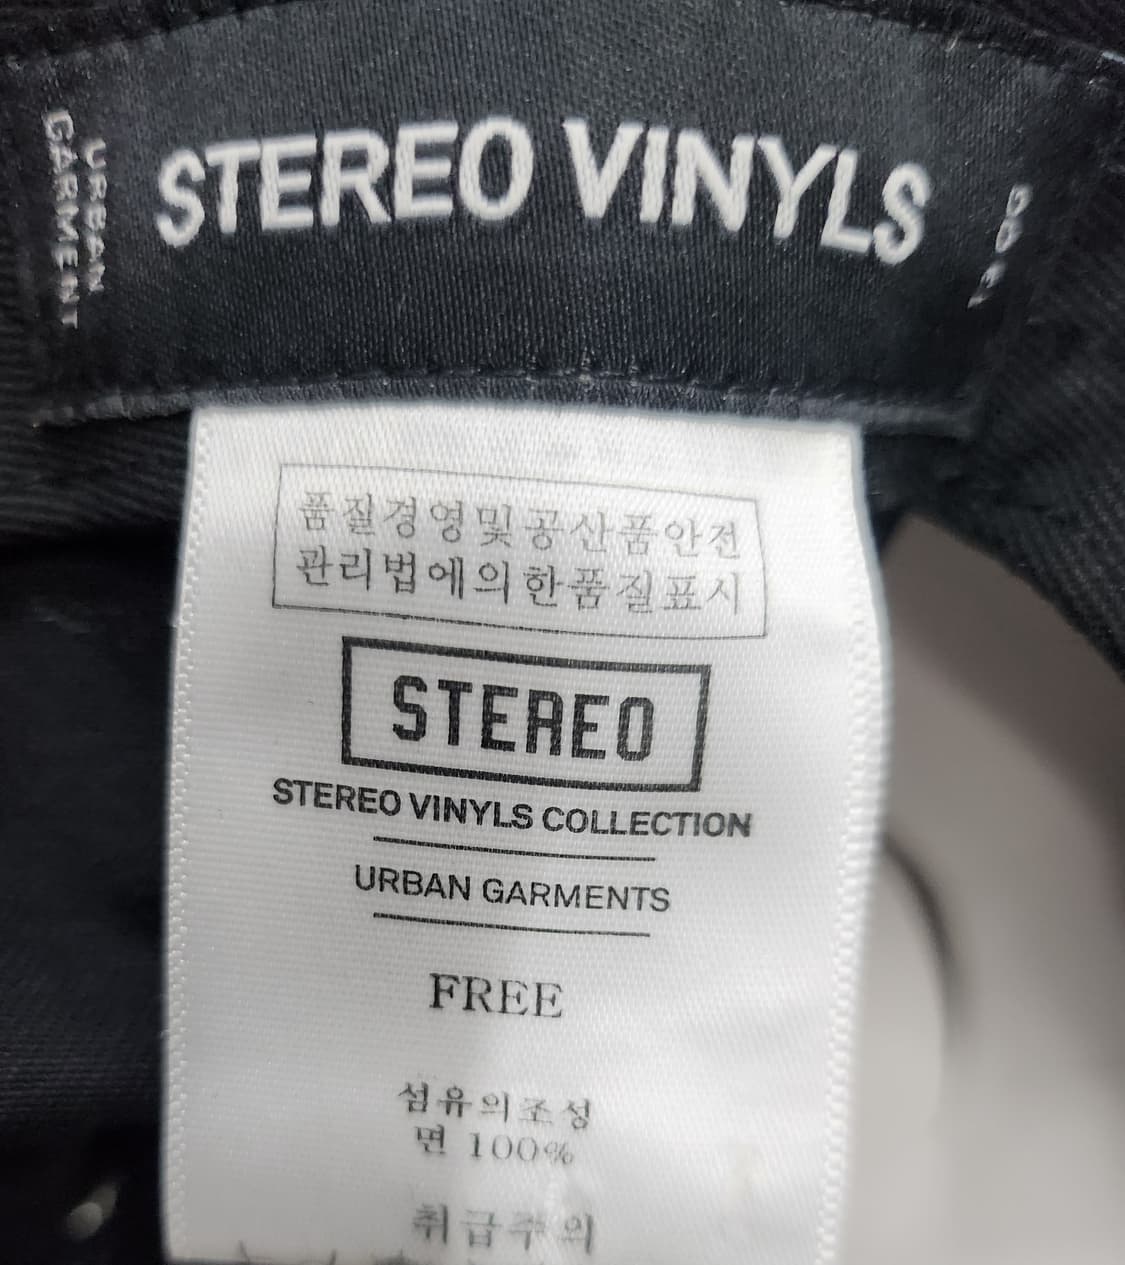 URBAN
GARMENT
STEREO VINYLS
품질경영및공산품안전
관리법에의한품질표시
STEREO
STEREO VINYLS COLLECTION
URBAN GARMENTS
FREE
섬유의조성
면 100%
취급주의